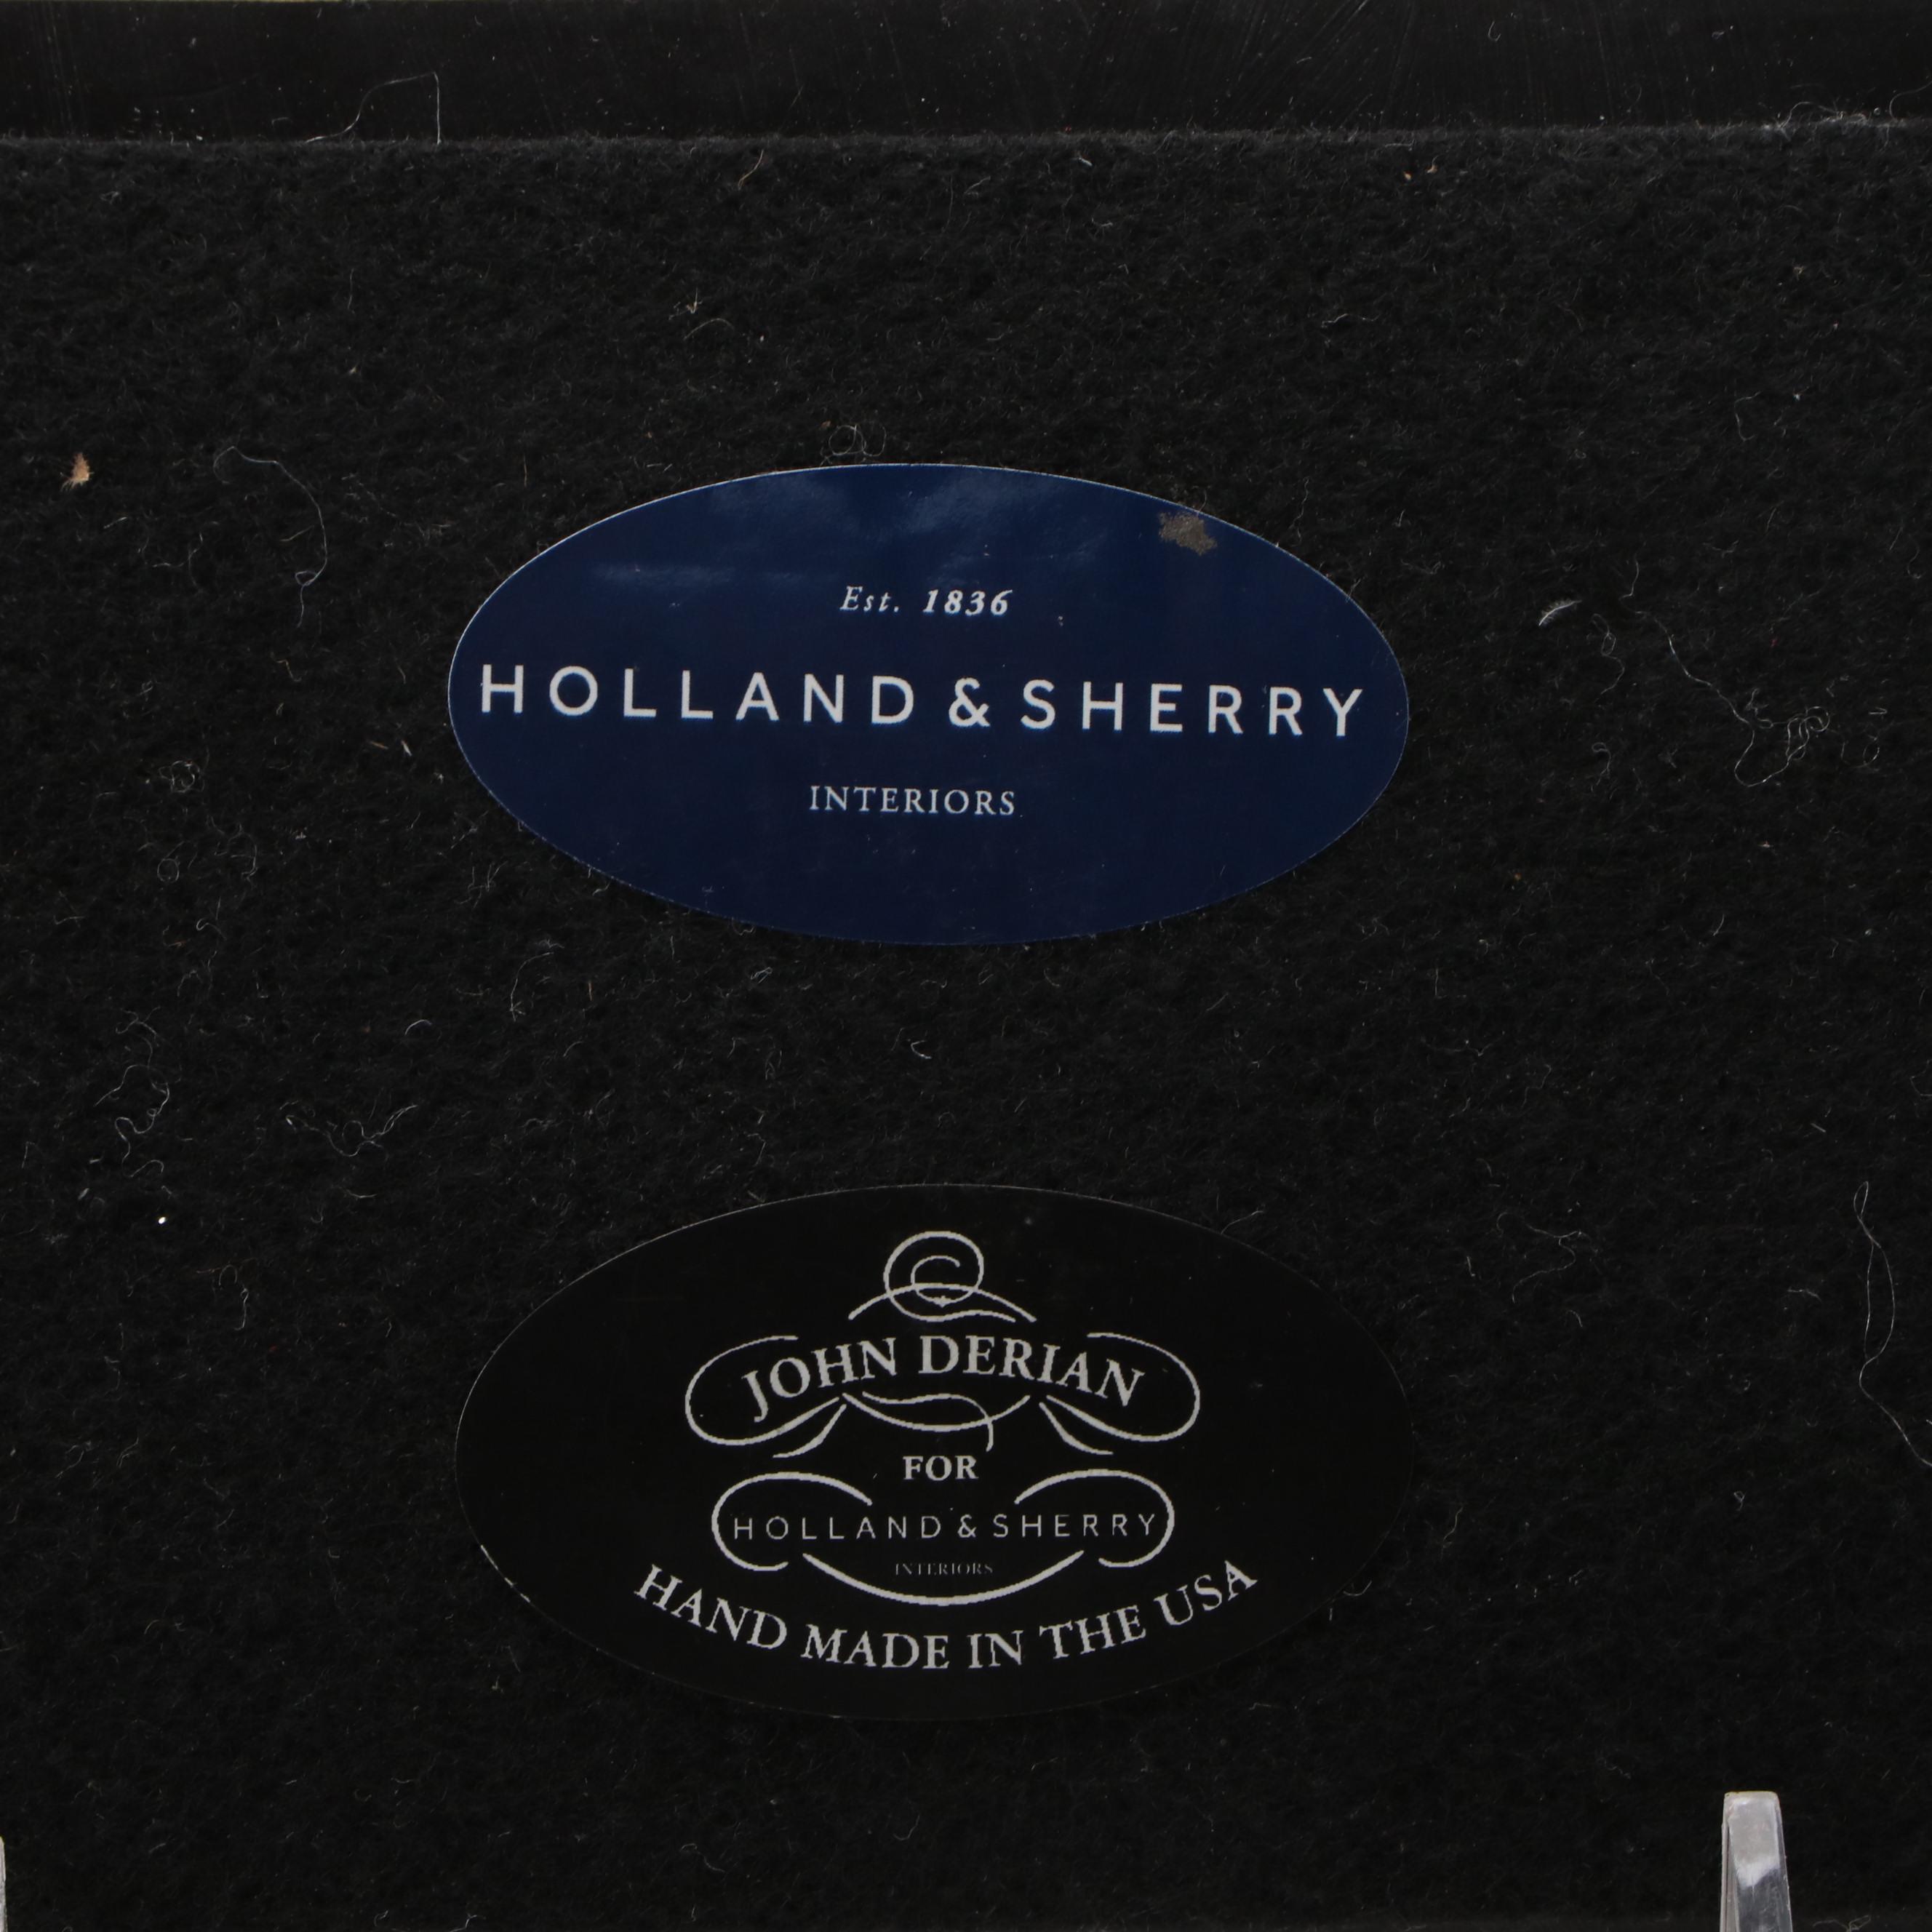 Est. 1836
HOLLAND & SHERRY
INTERIORS
JOHN DERIAN
FOR
HOLLAND & SHERRY
INTERIORS
HAND MADE IN THE USA